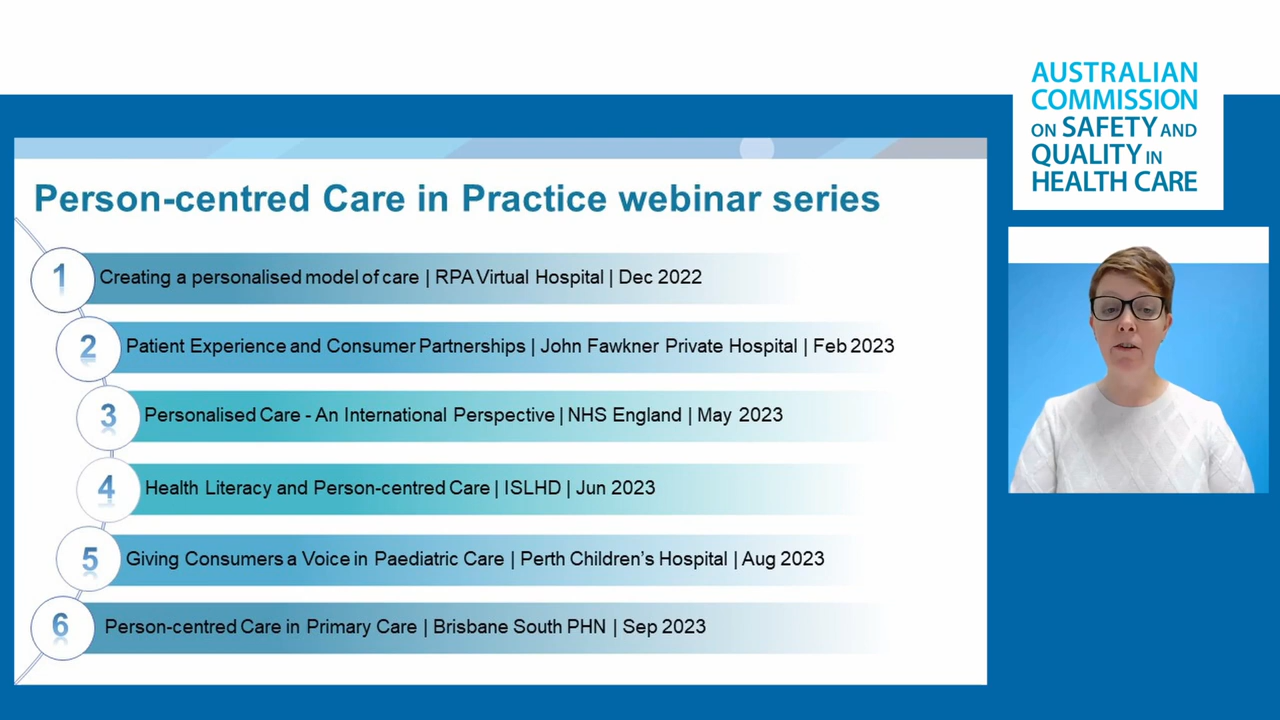 AUSTRALIAN
COMMISSION
ON SAFETY AND
QUALITY IN
HEALTH CARE
Person-centred Care in Practice webinar series
1 Creating a personalised model of care | RPA Virtual Hospital | Dec 2022
2 Patient Experience and Consumer Partnerships | John Fawkner Private Hospital | Feb 2023
3 Personalised Care - An International Perspective | NHS England | May 2023
4 Health Literacy and Person-centred Care | ISLHD | Jun 2023
5 Giving Consumers a Voice in Paediatric Care | Perth Children’s Hospital | Aug 2023
6 Person-centred Care in Primary Care | Brisbane South PHN | Sep 2023